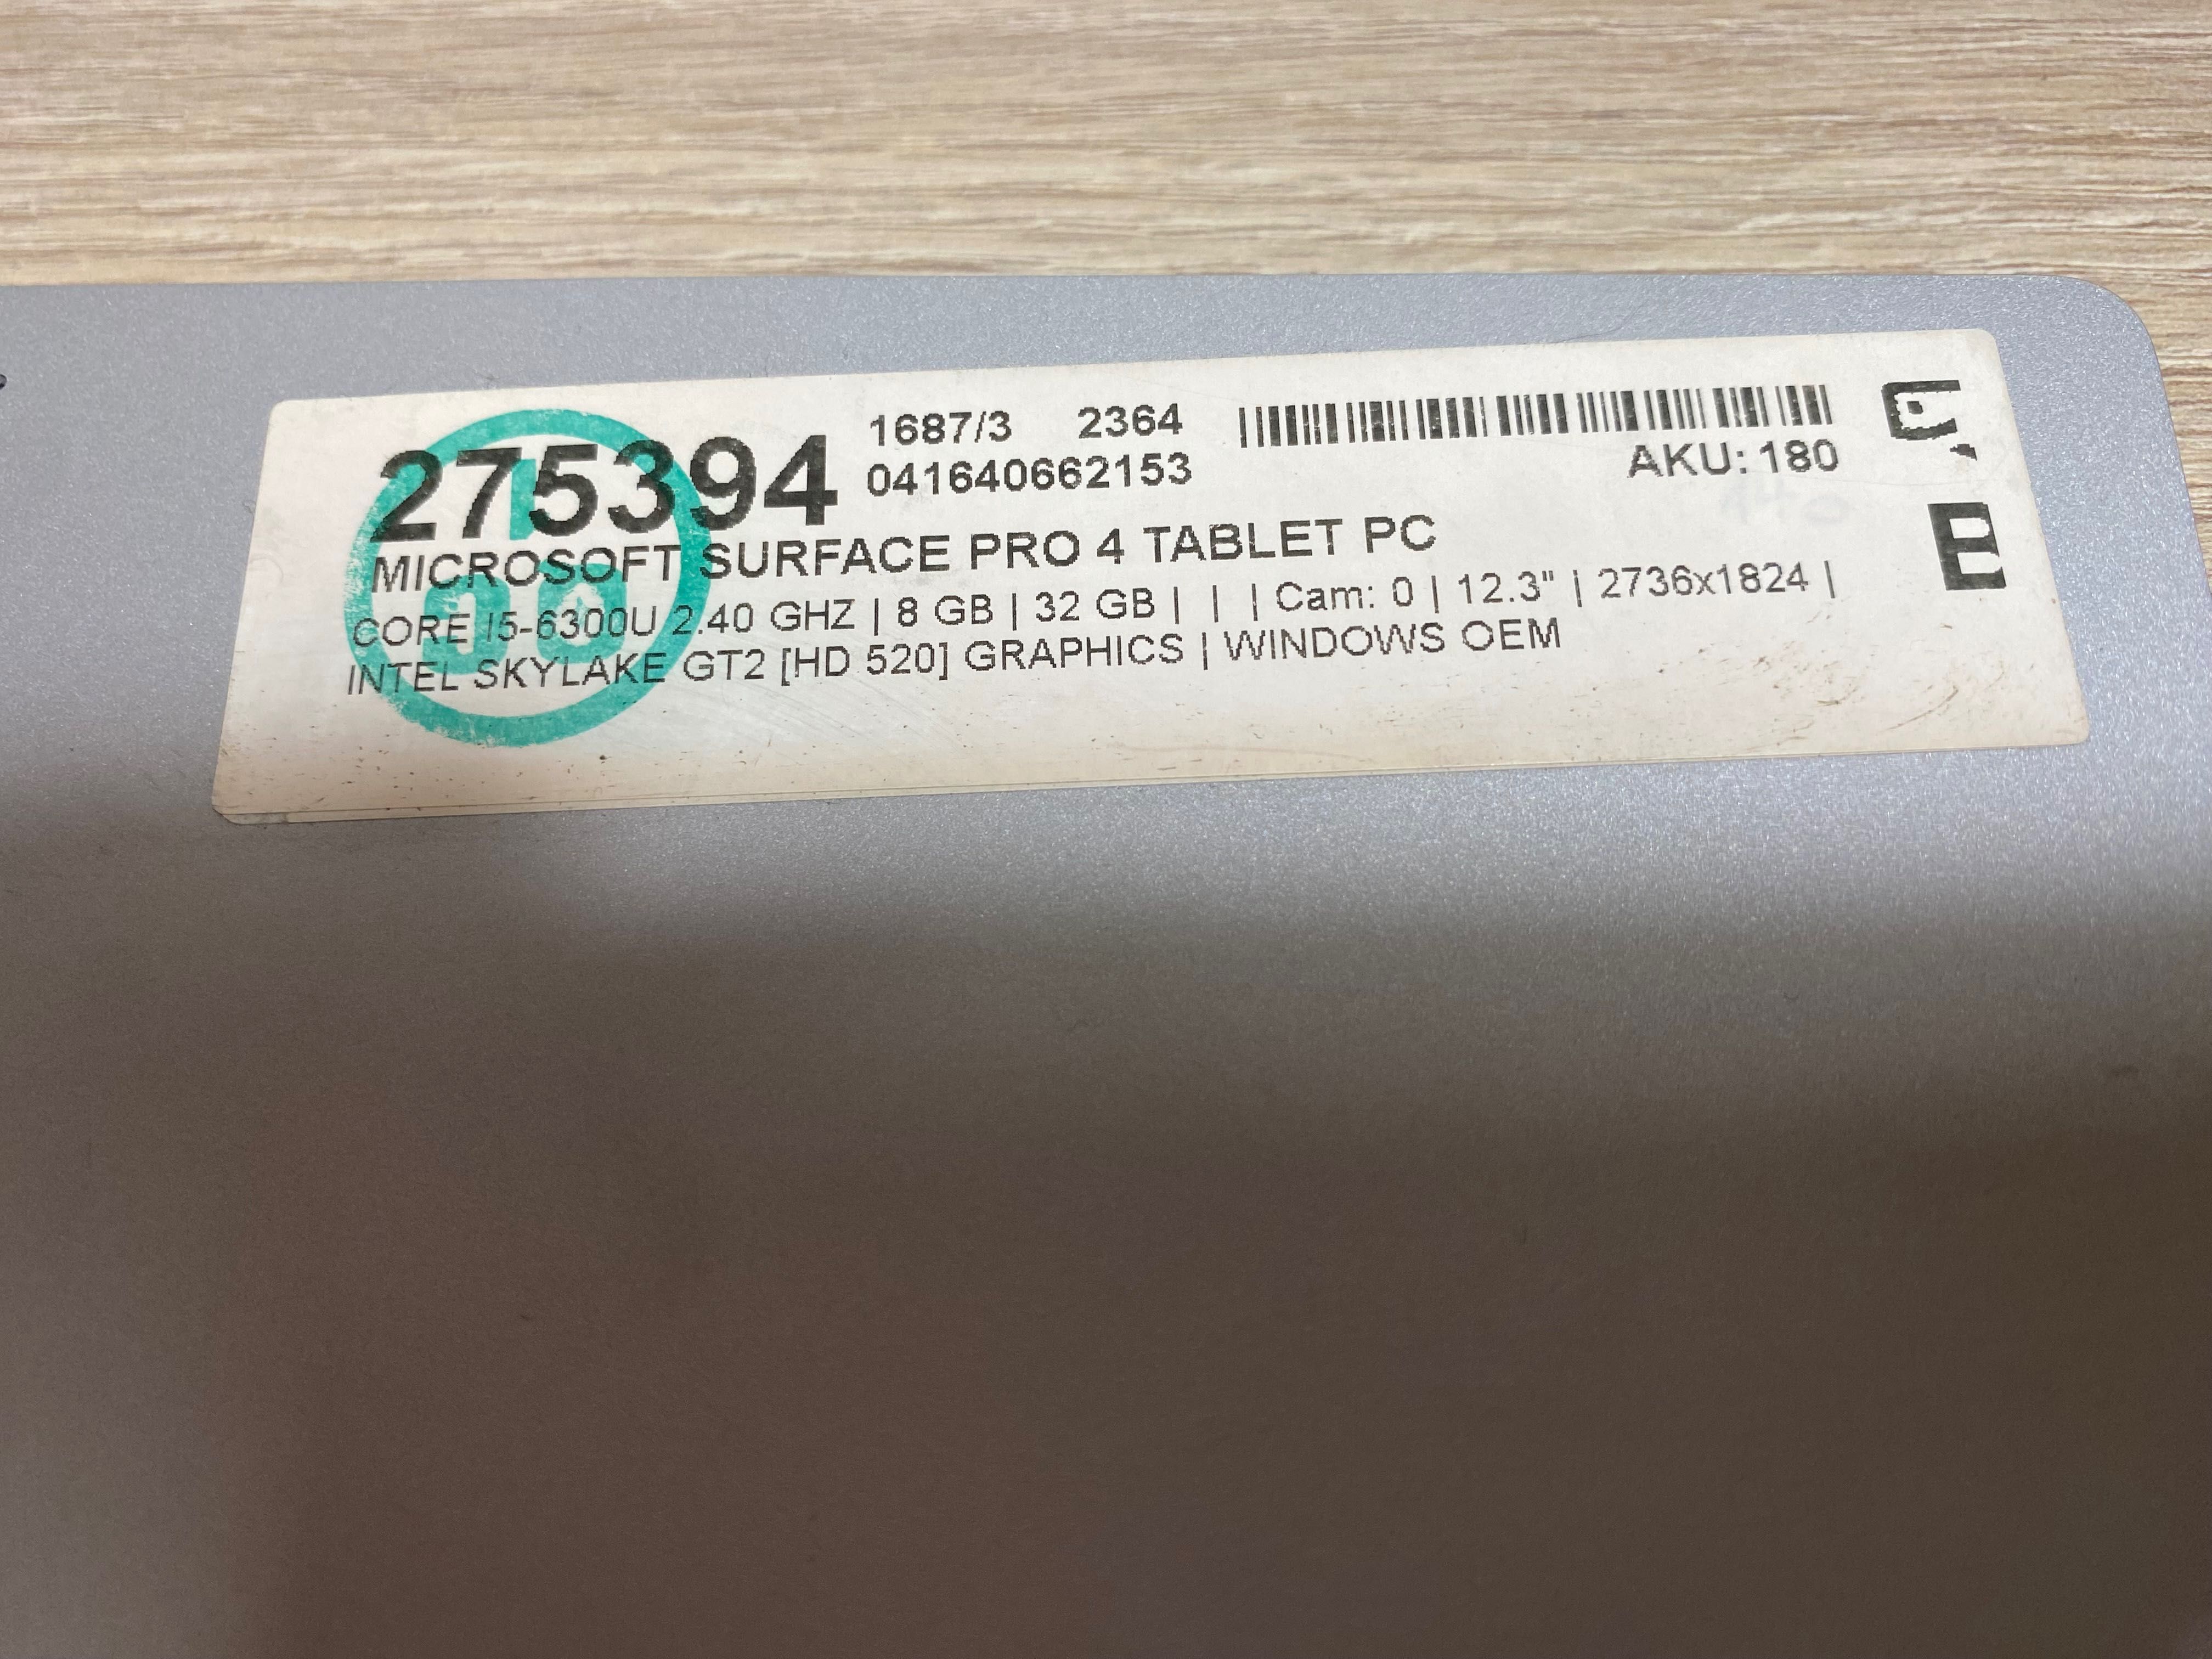 275394
1687/3 2364
041640662153
AKU: 180
MICROSOFT SURFACE PRO 4 TABLET PC
CORE I5-6300U 2.40 GHZ | 8 GB | 32 GB | | | Cam: 0 | 12.3" | 2736x1824 |
INTEL SKYLAKE GT2 [HD 520] GRAPHICS | WINDOWS OEM
B